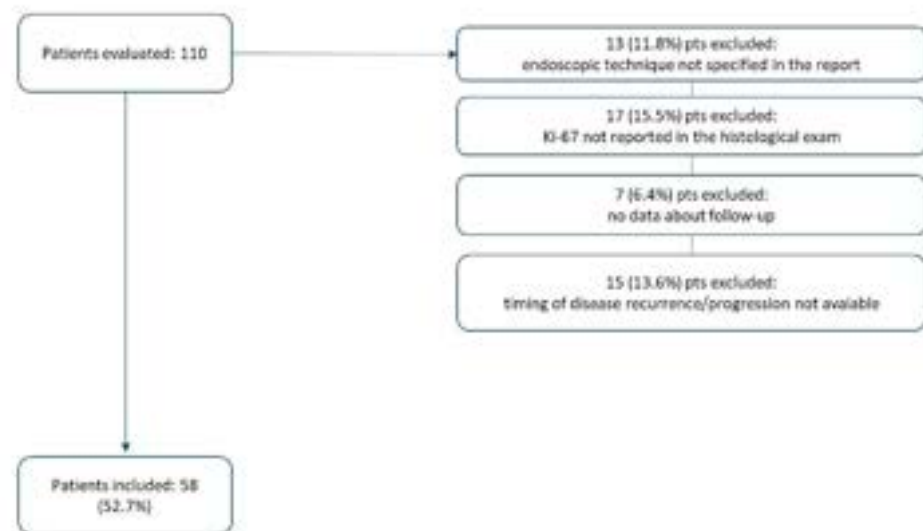 Patients evaluated: 110
13 (11.8%) pts excluded:
endoscopic technique not specified in the report
17 (15.5%) pts excluded:
KI-67 not reported in the histological exam
7 (6.4%) pts excluded:
no data about follow-up
15 (13.6%) pts excluded:
timing of disease recurrence/progression not avaiable
Patients included: 58
(52.7%)